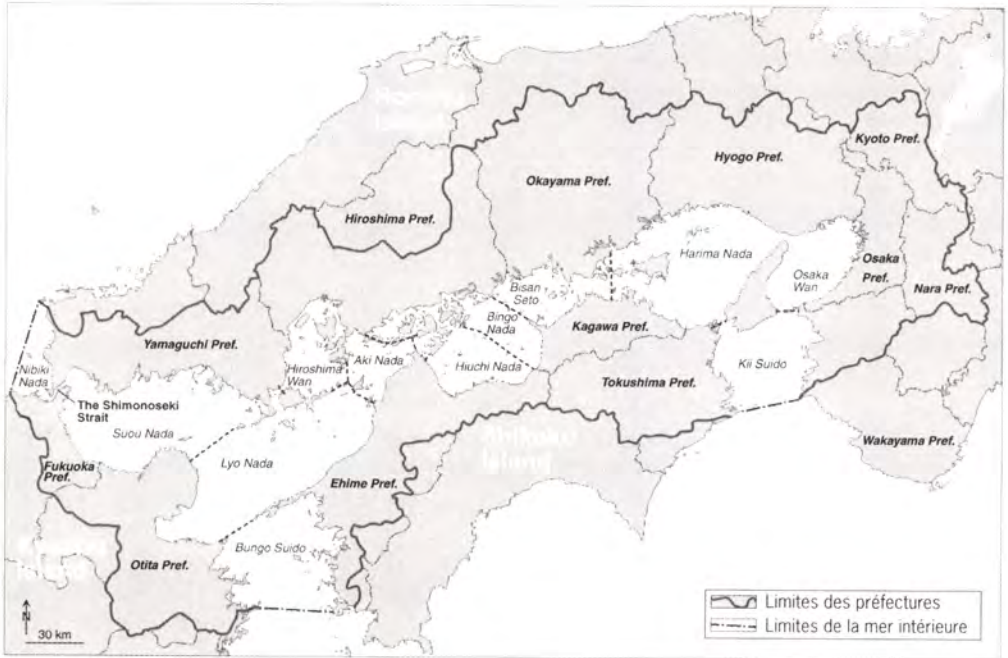 Kyoto Pref.
Hyogo Pref.
Okayama Pref.
Hiroshima Pref.
Harima Nada
Osaka
Pref.
Osaka
Wan
Nara Pref.
Bisan
Seto
Bingo
Nada
Kagawa Pref.
Yamaguchi Pref.
Hiroshima
Wan
Aki Nada
Hiuchi Nada
Kii Suido
Nibiki
Nada
Tokushima Pref.
The Shimonoseki
Strait
Suou Nada
Shikoku
Island
Wakayama Pref.
Fukuoka
Pref.
Lyo Nada
Ehime Pref.
Bungo Suido
Island
Otita Pref.
N
30 km
Limites des préfectures
Limites de la mer intérieure